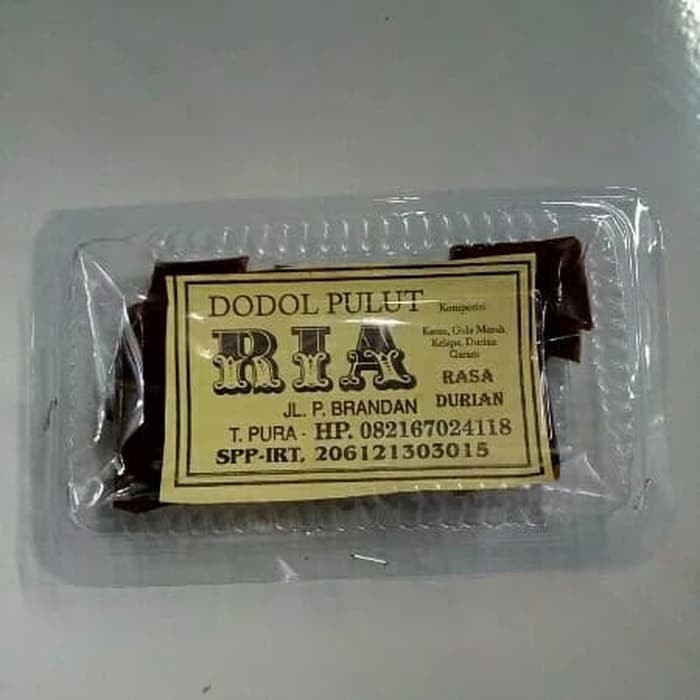 DODOL PULUT
RIA
JL. P. BRANDAN
T. PURA - HP. 082167024118
SPP-IRT. 206121303015
Komposisi
Gula Merah
Kelapa, Durian
Garam
RASA
DURIAN